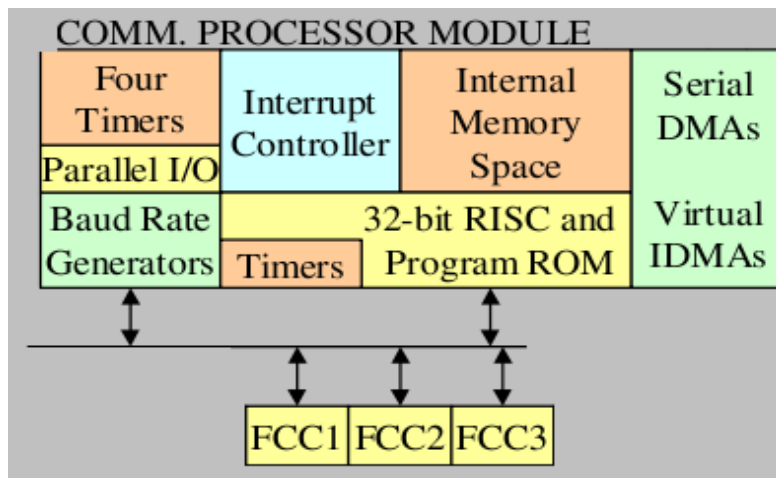 COMM. PROCESSOR MODULE
Four
Timers
Parallel I/O
Baud Rate
Generators
Interrupt
Controller
Internal
Memory
Space
32-bit RISC and
Program ROM
Timers
Serial
DMAs
Virtual
IDMAs
FCC1
FCC2
FCC3